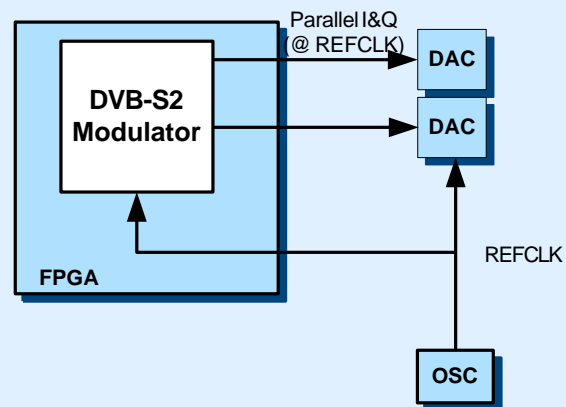 Parallel I&Q
(@ REFCLK)
DAC
DVB-S2
Modulator
DAC
REFCLK
FPGA
OSC